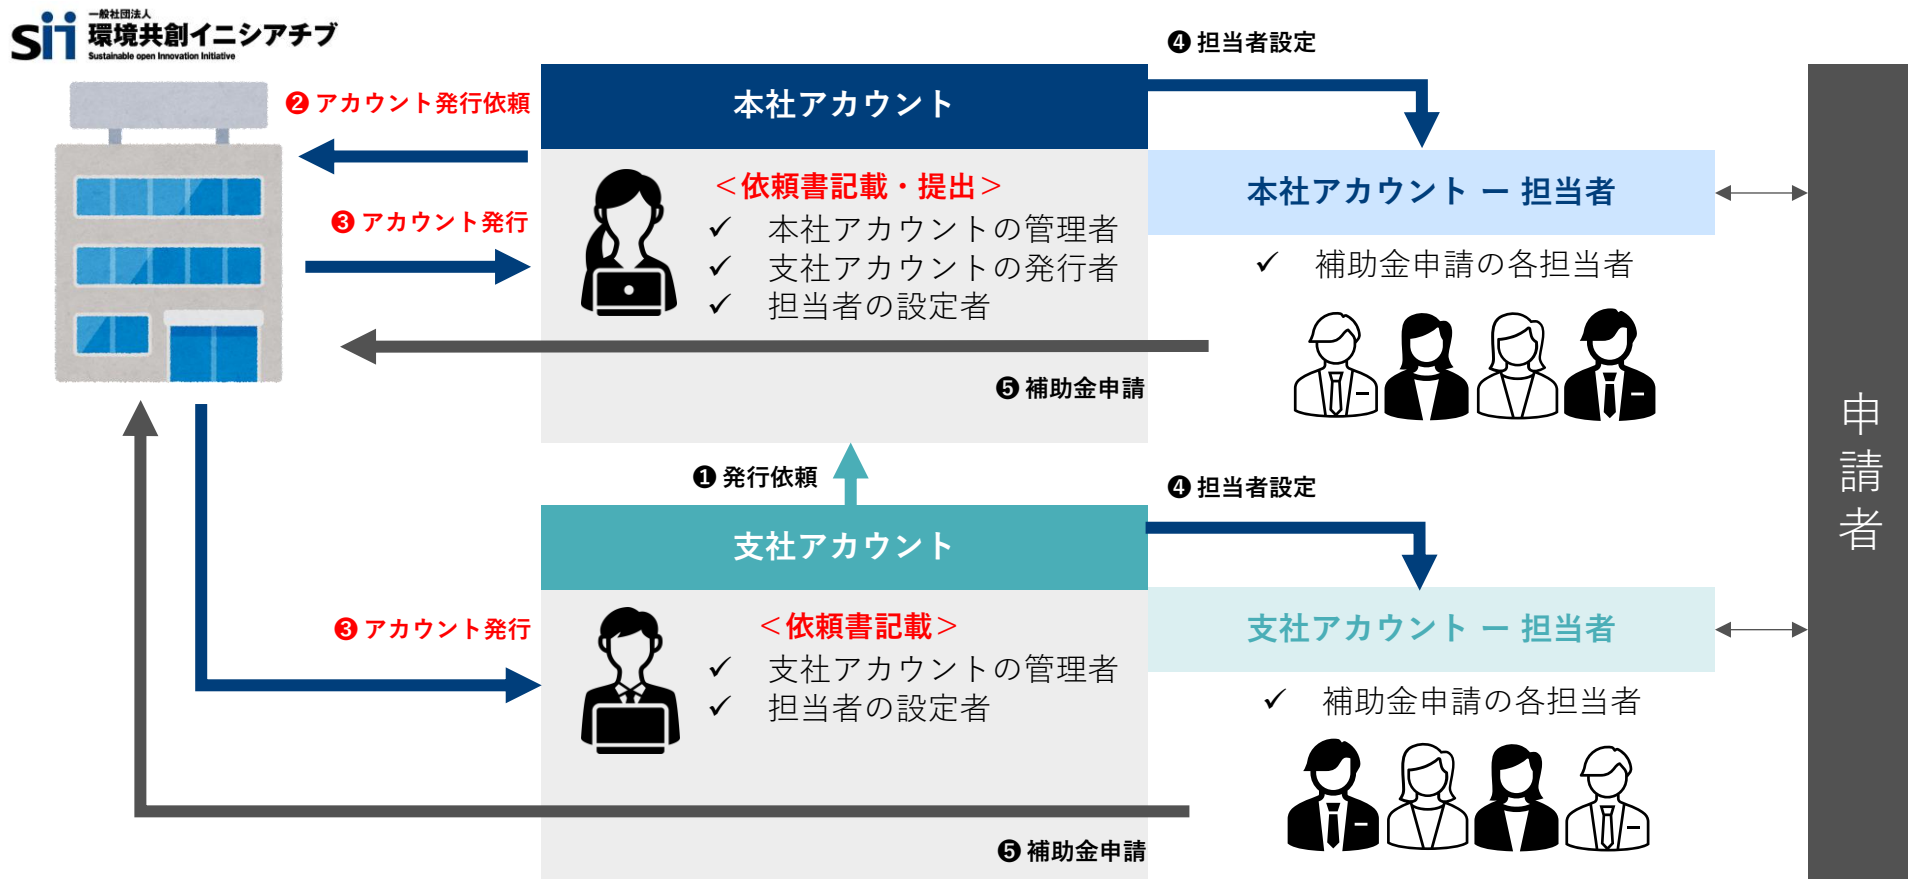 一般社団法人
sii 環境共創イニシアチブ
Sustainable open Innovation Initiative
❷ アカウント発行依頼
❸ アカウント発行
本社アカウント
＜依頼書記載・提出＞
✓ 本社アカウントの管理者
✓ 支社アカウントの発行者
✓ 担当者の設定者
❺ 補助金申請
❹ 担当者設定
本社アカウント ー 担当者
✓ 補助金申請の各担当者
❶ 発行依頼
❸ アカウント発行
支社アカウント
＜依頼書記載＞
✓ 支社アカウントの管理者
✓ 担当者の設定者
❺ 補助金申請
❹ 担当者設定
支社アカウント ー 担当者
✓ 補助金申請の各担当者
申請者